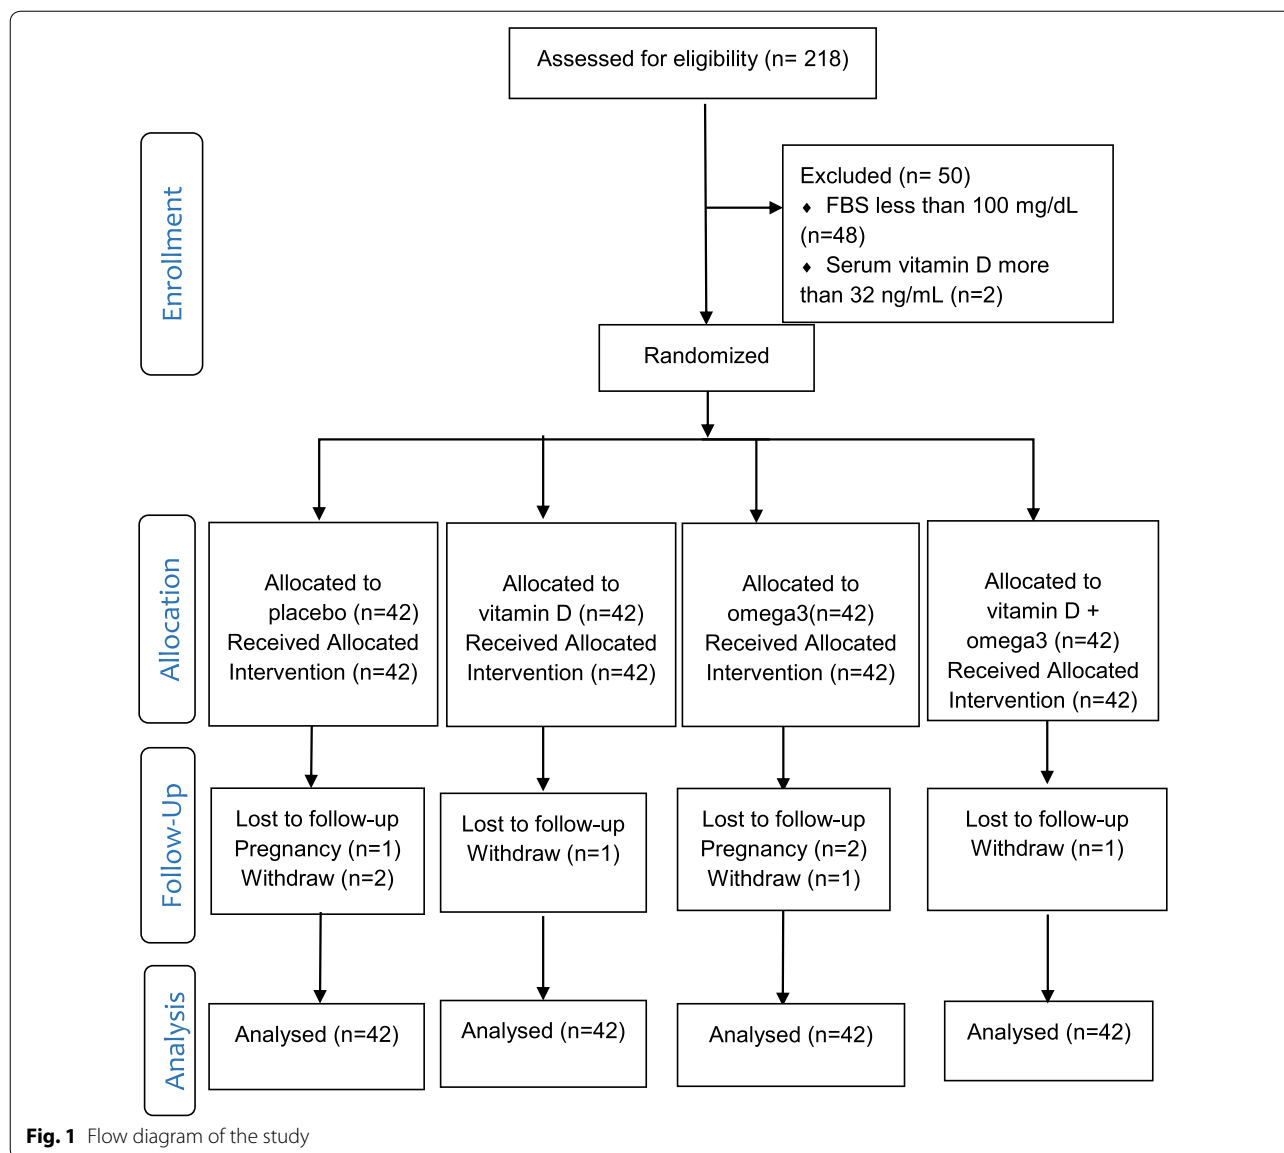 Assessed for eligibility (n= 218)
Enrollment
Excluded (n= 50)
♦ FBS less than 100 mg/dL
(n=48)
♦ Serum vitamin D more
than 32 ng/mL (n=2)
Randomized
Allocation
Allocated to
placebo (n=42)
Received Allocated
Intervention (n=42)
Allocated to
vitamin D (n=42)
Received Allocated
Intervention (n=42)
Allocated to
omega3(n=42)
Received Allocated
Intervention (n=42)
Allocated to
vitamin D +
omega3 (n=42)
Received Allocated
Intervention (n=42)
Follow-Up
Lost to follow-up
Pregnancy (n=1)
Withdraw (n=2)
Lost to follow-up
Withdraw (n=1)
Lost to follow-up
Pregnancy (n=2)
Withdraw (n=1)
Lost to follow-up
Withdraw (n=1)
Analysis
Analysed (n=42)
Analysed (n=42)
Analysed (n=42)
Analysed (n=42)
Fig. 1 Flow diagram of the study